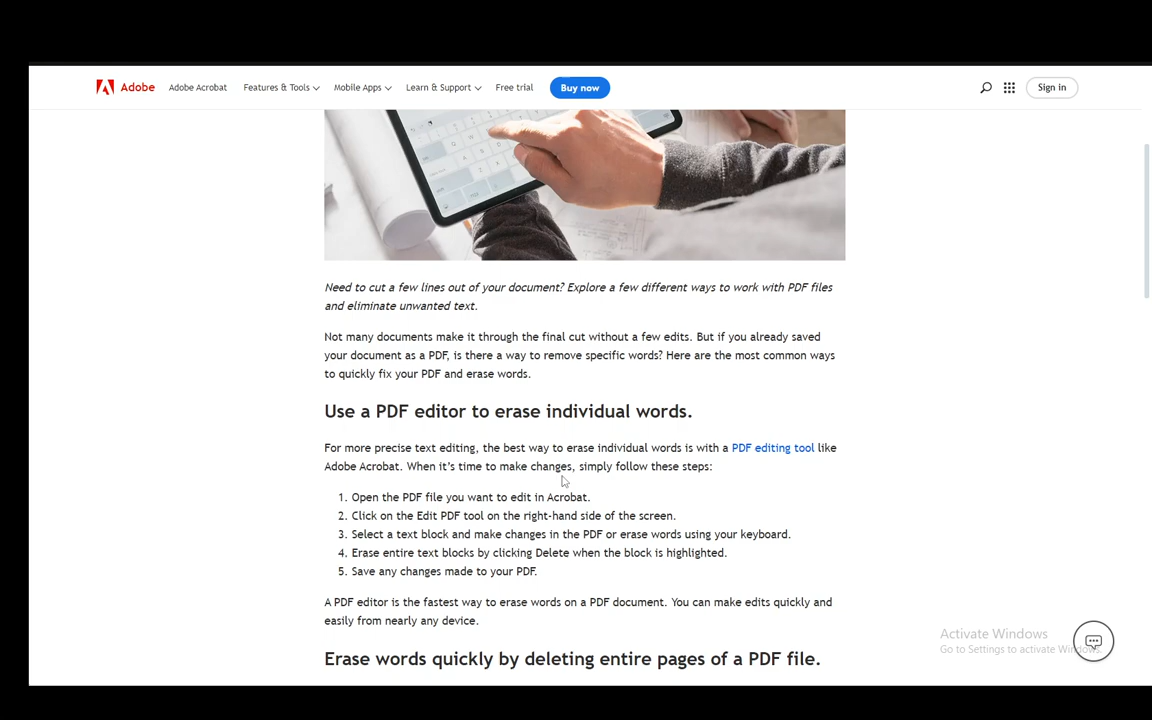 Adobe
Adobe Acrobat
Features & Tools
Mobile Apps
Learn & Support
Free trial
Buy now
Sign in
Need to cut a few lines out of your document? Explore a few different ways to work with PDF files
and eliminate unwanted text.
Not many documents make it through the final cut without a few edits. But if you already saved
your document as a PDF, is there a way to remove specific words? Here are the most common ways
to quickly fix your PDF and erase words.
Use a PDF editor to erase individual words.
For more precise text editing, the best way to erase individual words is with a PDF editing tool like
Adobe Acrobat. When it’s time to make changes, simply follow these steps:
1. Open the PDF file you want to edit in Acrobat.
2. Click on the Edit PDF tool on the right-hand side of the screen.
3. Select a text block and make changes in the PDF or erase words using your keyboard.
4. Erase entire text blocks by clicking Delete when the block is highlighted.
5. Save any changes made to your PDF.
A PDF editor is the fastest way to erase words on a PDF document. You can make edits quickly and
easily from nearly any device.
Activate Windows
Go to Settings to activate Windows.
Erase words quickly by deleting entire pages of a PDF file.